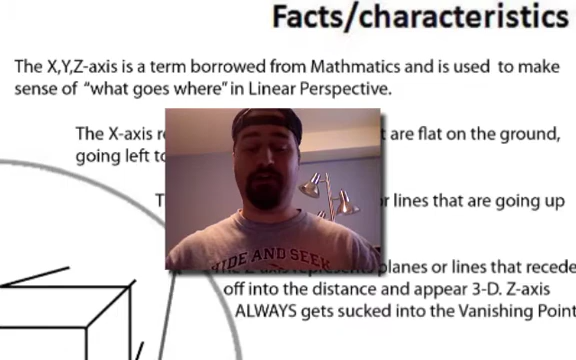 Facts/characteristics
The X,Y,Z-axis is a term borrowed from Mathmatics and is used to make
sense of “what goes where” in Linear Perspective.
The X-axis are flat on the ground,
going left
lines that are going up
HIDE AND SEEK
Z-axis represents planes or lines that recede
off into the distance and appear 3-D. Z-axis
ALWAYS gets sucked into the Vanishing Point